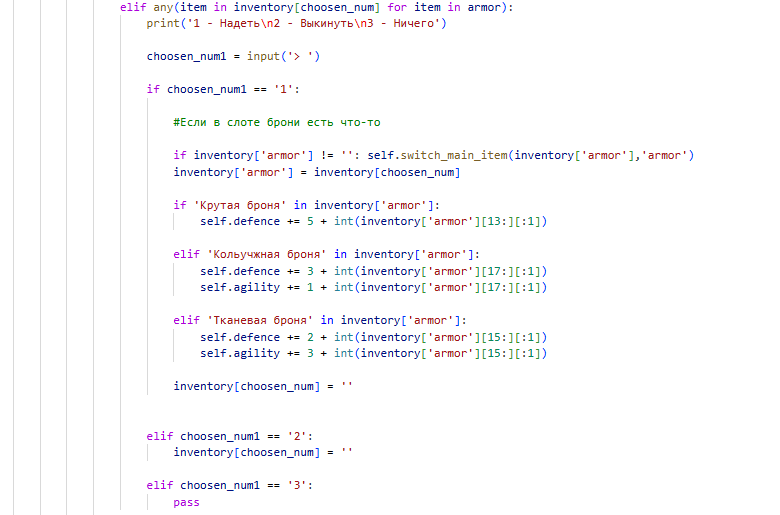 elif any(item in inventory[choosen_num] for item in armor):
print('1 - Надеть\n2 - Выкинуть\n3 - Ничего')
choosen_num1 = input('> ')
if choosen_num1 == '1':
#Если в слоте брони есть что-то
if inventory['armor'] != '': self.switch_main_item(inventory['armor'],'armor')
inventory['armor'] = inventory[choosen_num]
if 'Крутая броня' in inventory['armor']:
self.defence += 5 + int(inventory['armor'][13:][:1])
elif 'Кольучжная броня' in inventory['armor']:
self.defence += 3 + int(inventory['armor'][17:][:1])
self.agility += 1 + int(inventory['armor'][17:][:1])
elif 'Тканевая броня' in inventory['armor']:
self.defence += 2 + int(inventory['armor'][15:][:1])
self.agility += 3 + int(inventory['armor'][15:][:1])
inventory[choosen_num] = ''
elif choosen_num1 == '2':
inventory[choosen_num] = ''
elif choosen_num1 == '3':
pass